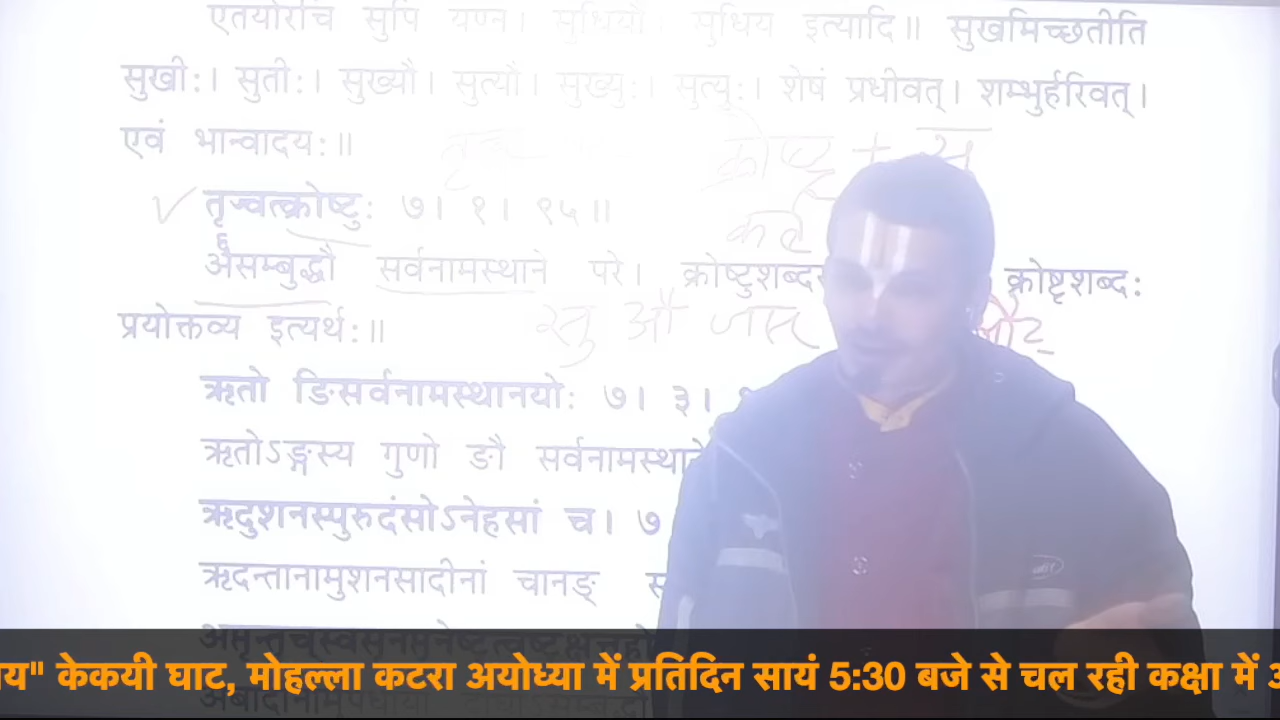 एतयोरचि सुपि यण्न। सुधियौ। सुधिय इत्यादि॥ सुखमिच्छतीति
सुखीः। सुतीः। सुख्यौ। सुत्यौ। सुख्युः। सुत्युः। शेषं प्रधीवत्। शम्भुर्हरिवत्।
एवं भान्वादयः॥
तृज्वत्क्रोष्टुः ७। १। ९५॥
असम्बुद्धौ सर्वनामस्थाने परे। क्रोष्टुशब्द क्रोष्टृशब्दः
प्रयोक्तव्य इत्यर्थः॥ सु औ जस्
ऋतो ङिसर्वनामस्थानयोः ७। ३।
ऋतोऽङ्गस्य गुणो ङौ सर्वनामस्थाने
ऋदुशनस्पुरुदंसोऽनेहसां च। ७
ऋदन्तानामुशनसादीनां चानङ्
य" केकयी घाट, मोहल्ला कटरा अयोध्या में प्रतिदिन सायं 5:30 बजे से चल रही कक्षा में